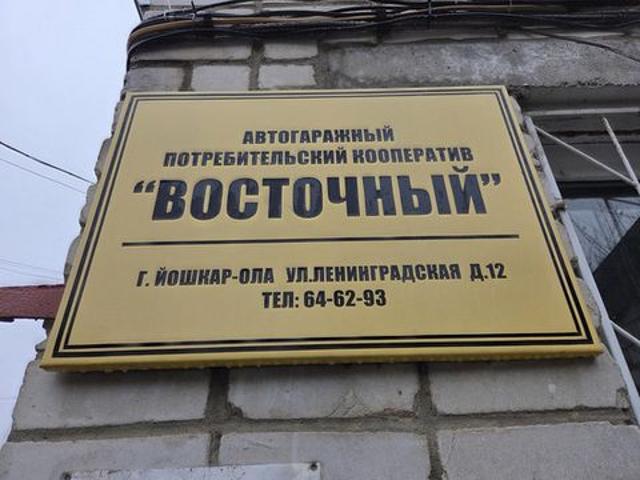 АВТОГАРАЖНЫЙ
ПОТРЕБИТЕЛЬСКИЙ КООПЕРАТИВ
“ВОСТОЧНЫЙ”
Г. ЙОШКАР-ОЛА УЛ.ЛЕНИНГРАДСКАЯ Д.12
ТЕЛ: 64-62-93